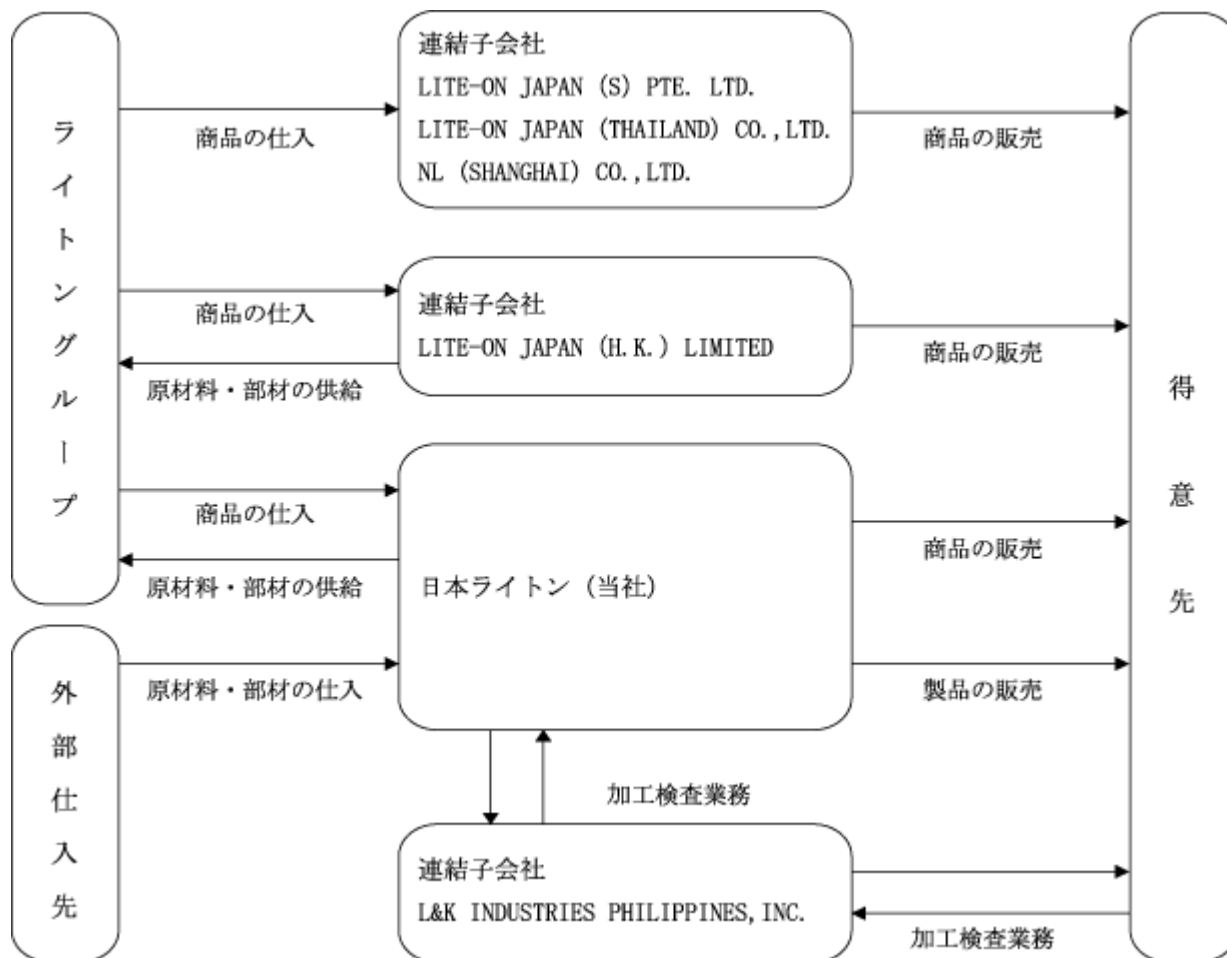 ライトングループ
連結子会社
LITE-ON JAPAN (S) PTE. LTD.
LITE-ON JAPAN (THAILAND) CO.,LTD.
NL (SHANGHAI) CO.,LTD.
商品の仕入
商品の販売
連結子会社
LITE-ON JAPAN (H.K.) LIMITED
商品の仕入
原材料・部材の供給
商品の販売
得意先
日本ライトン (当社)
商品の仕入
原材料・部材の供給
商品の販売
外部仕入先
原材料・部材の仕入
製品の販売
加工検査業務
連結子会社
L&K INDUSTRIES PHILIPPINES,INC.
加工検査業務